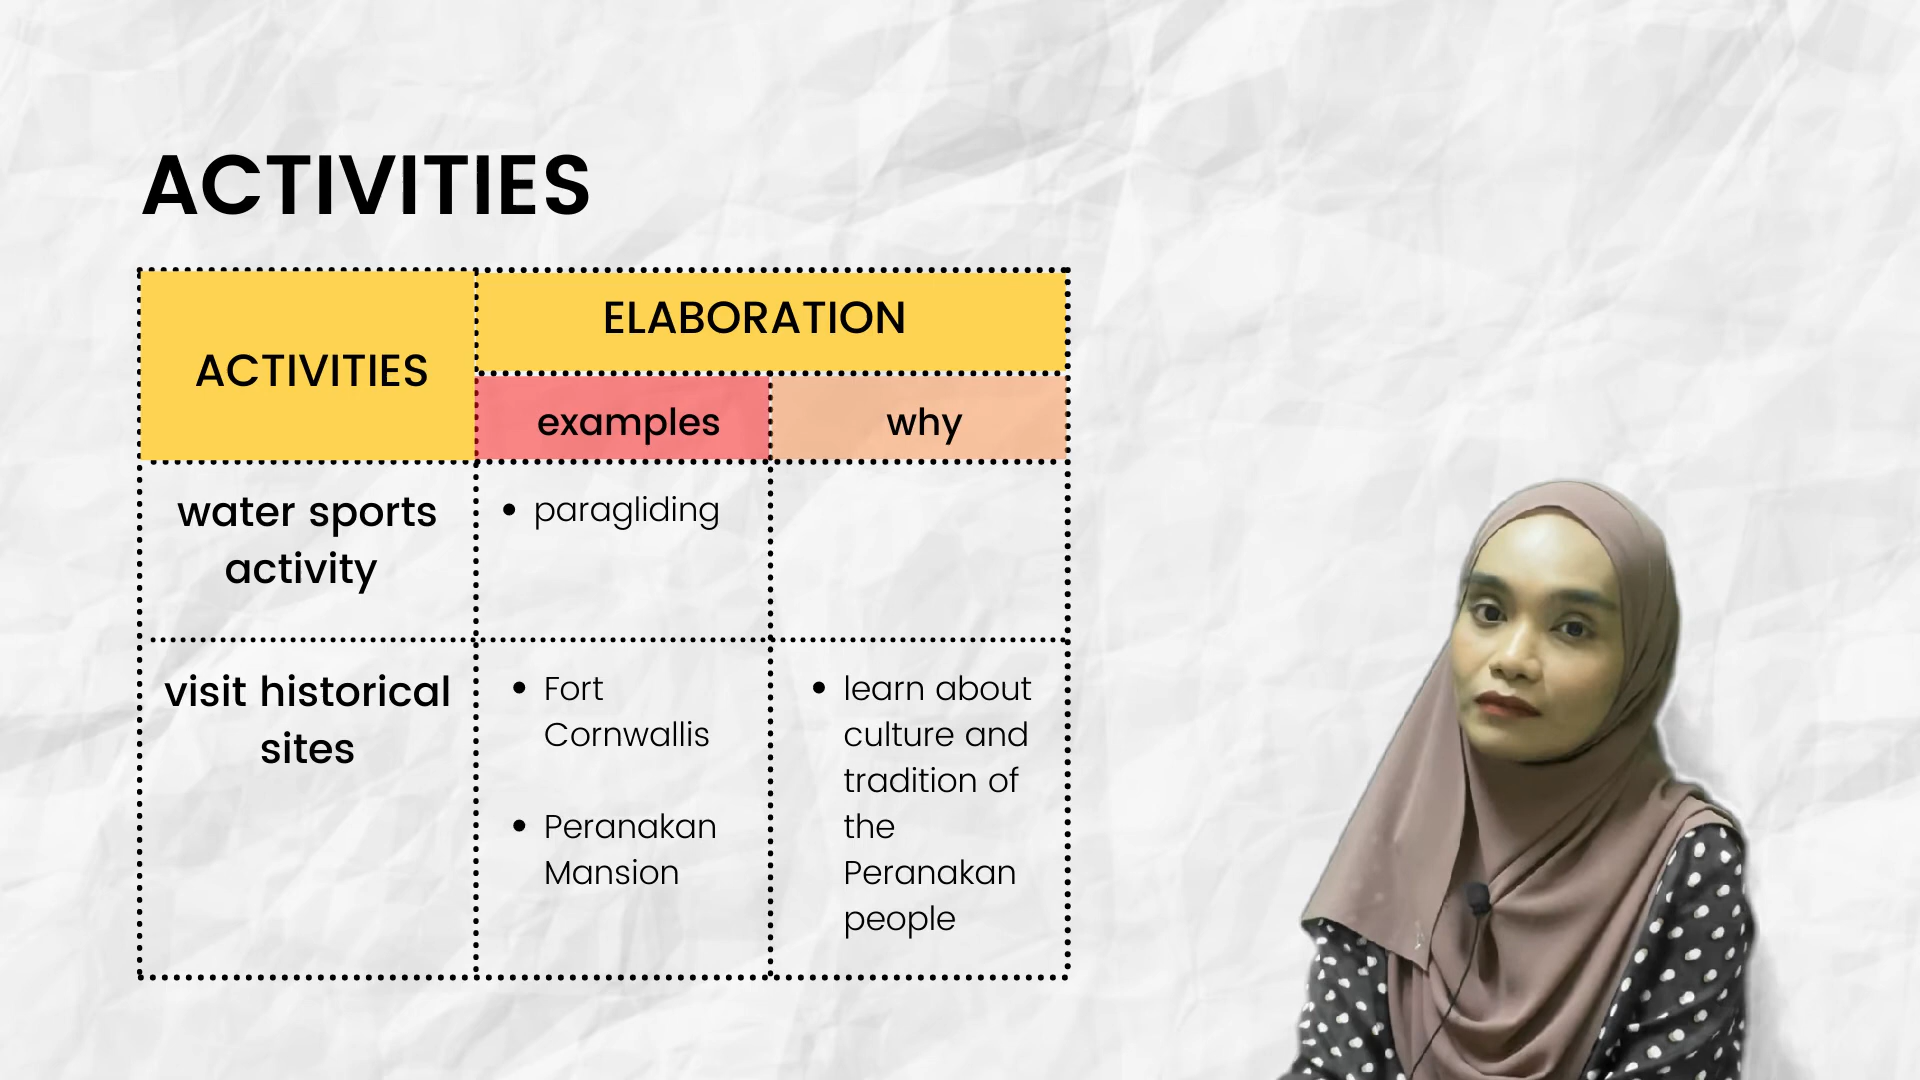 ACTIVITIES
ACTIVITIES
ELABORATION
examples
why
water sports
activity
• paragliding
visit historical
sites
• Fort
Cornwallis
• Peranakan
Mansion
• learn about
culture and
tradition of
the
Peranakan
people